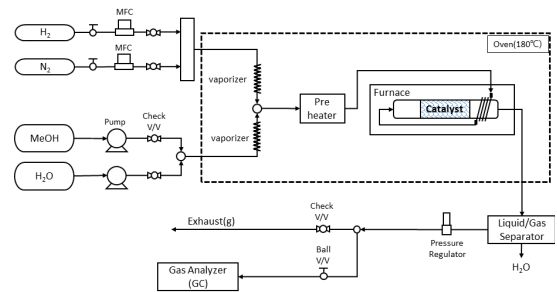 MFC
H2
MFC
N2
Oven(180℃)
vaporizer
Furnace
Catalyst
Pre
heater
Pump
Check
V/V
vaporizer
MeOH
H2O
Check
V/V
Exhaust(g)
Liquid/Gas
Separator
Pressure
Regulator
H2O
Ball
V/V
Gas Analyzer
(GC)